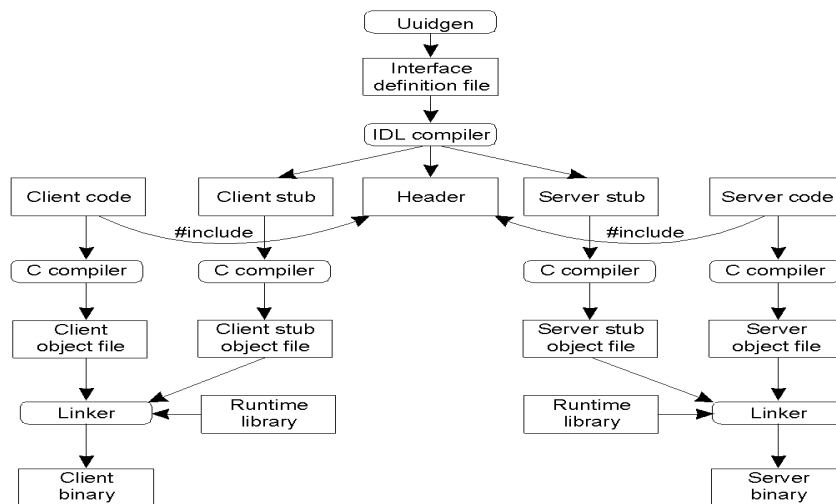 Uuidgen
Interface
definition file
IDL compiler
Client code
Client stub
Header
Server stub
Server code
#include
#include
C compiler
C compiler
C compiler
C compiler
Client
object file
Client stub
object file
Server stub
object file
Server
object file
Linker
Runtime
library
Runtime
library
Linker
Client
binary
Server
binary